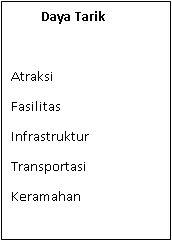 Daya Tarik
Atraksi
Fasilitas
Infrastruktur
Transportasi
Keramahan